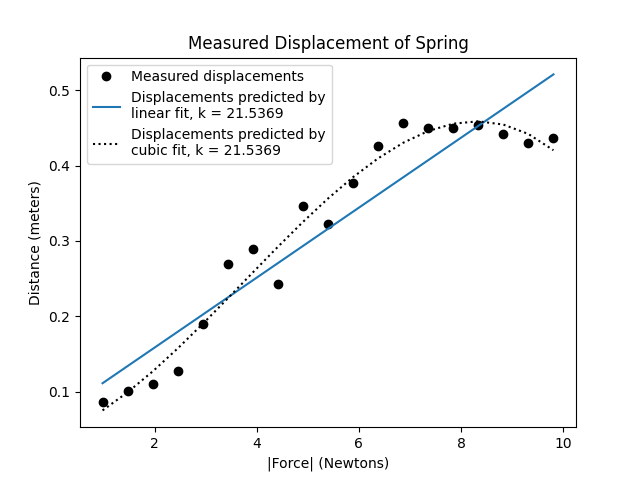 Measured Displacement of Spring
Measured displacements
Displacements predicted by
linear fit, k = 21.5369
Displacements predicted by
cubic fit, k = 21.5369
0.5
0.4
0.3
0.2
0.1
Distance (meters)
2
4
6
8
10
|Force| (Newtons)